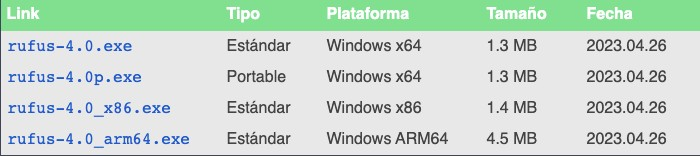 Link Tipo Plataforma Tamaño Fecha
rufus-4.0.exe Estándar Windows x64 1.3 MB 2023.04.26
rufus-4.0p.exe Portable Windows x64 1.3 MB 2023.04.26
rufus-4.0_x86.exe Estándar Windows x86 1.4 MB 2023.04.26
rufus-4.0_arm64.exe Estándar Windows ARM64 4.5 MB 2023.04.26